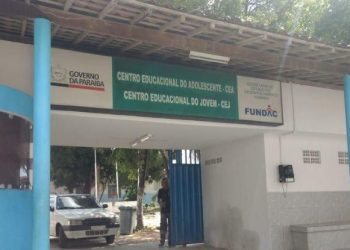 GOVERNO
DA PARAÍBA
CENTRO EDUCACIONAL DO ADOLESCENTE - CEA
CENTRO EDUCACIONAL DO JOVEM - CEJ
FUNDAC